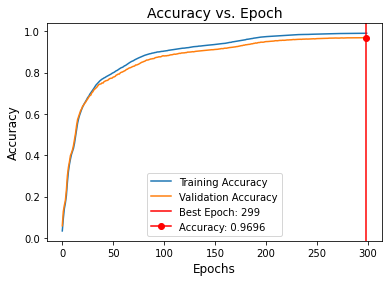 Accuracy vs. Epoch
Accuracy
1.0
0.8
0.6
0.4
0.2
0.0
0
50
100
150
200
250
300
Epochs
Training Accuracy
Validation Accuracy
Best Epoch: 299
Accuracy: 0.9696